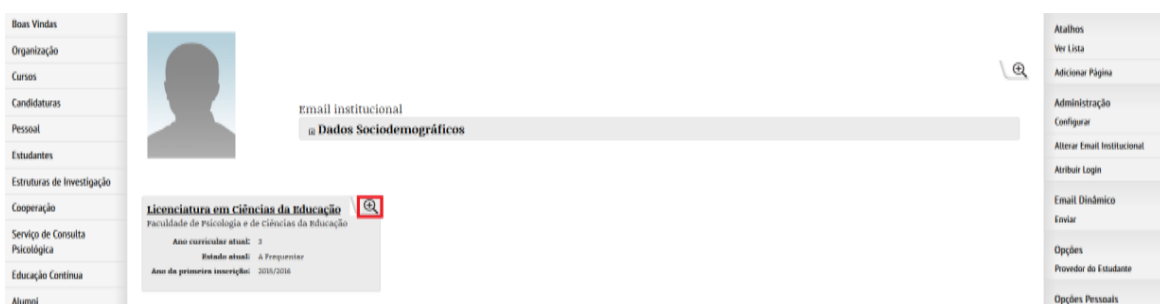 Boas Vindas
Organização
Cursos
Candidaturas
Pessoal
Estudantes
Estruturas de Investigação
Cooperação
Serviço de Consulta
Psicológica
Educação Contínua
Alumni
Email institucional
Dados Sociodemográficos
Licenciatura em Ciências da Educação
Faculdade de Psicologia e de Ciências da Educação
Ano curricular atual: 2
Estado atual: A Frequentar
Ano da primeira inscrição: 2015/2016
Atalhos
Ver Lista
Adicionar Página
Administração
Configurar
Alterar Email Institucional
Atribuir Login
Email Dinâmico
Enviar
Opções
Provedor do Estudante
Opções Pessoais